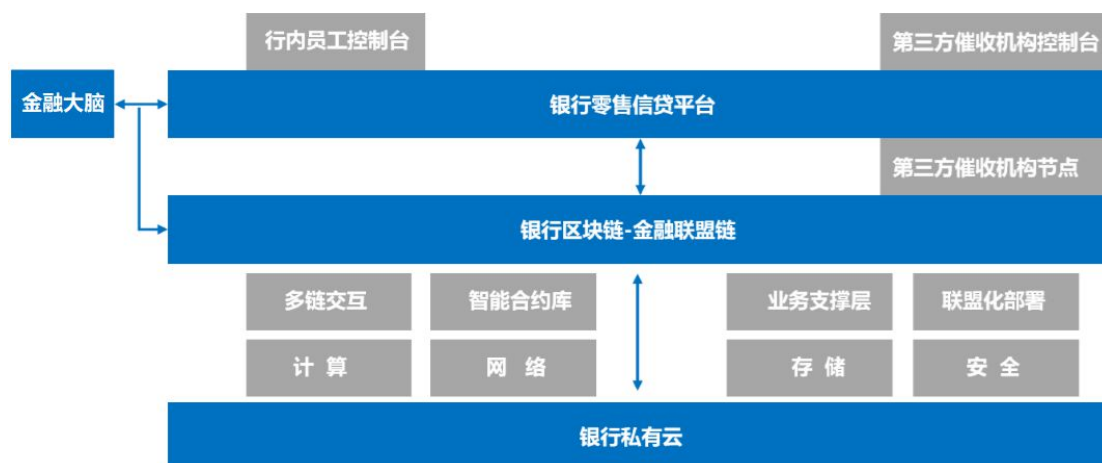 行内员工控制台
第三方催收机构控制台
金融大脑
银行零售信贷平台
第三方催收机构节点
银行区块链-金融联盟链
多链交互
智能合约库
业务支撑层
联盟化部署
计 算
网 络
存 储
安 全
银行私有云